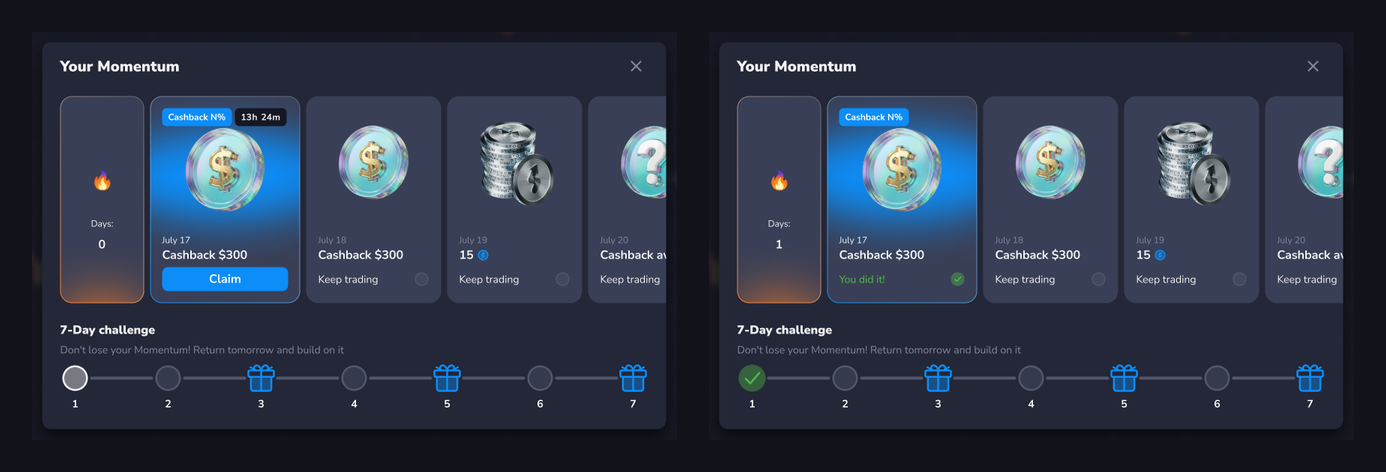 Your Momentum
Days:
0
Cashback N%
13h 24m
July 17
Cashback $300
Claim
July 18
Cashback $300
Keep trading
July 19
15
Keep trading
July 20
Cashback
Keep trading
7-Day challenge
Don't lose your Momentum! Return tomorrow and build on it
1
2
3
4
5
6
7
Your Momentum
Days:
1
Cashback N%
July 17
Cashback $300
You did it!
July 18
Cashback $300
Keep trading
July 19
15
Keep trading
July 20
Cashback
Keep trading
7-Day challenge
Don't lose your Momentum! Return tomorrow and build on it
1
2
3
4
5
6
7